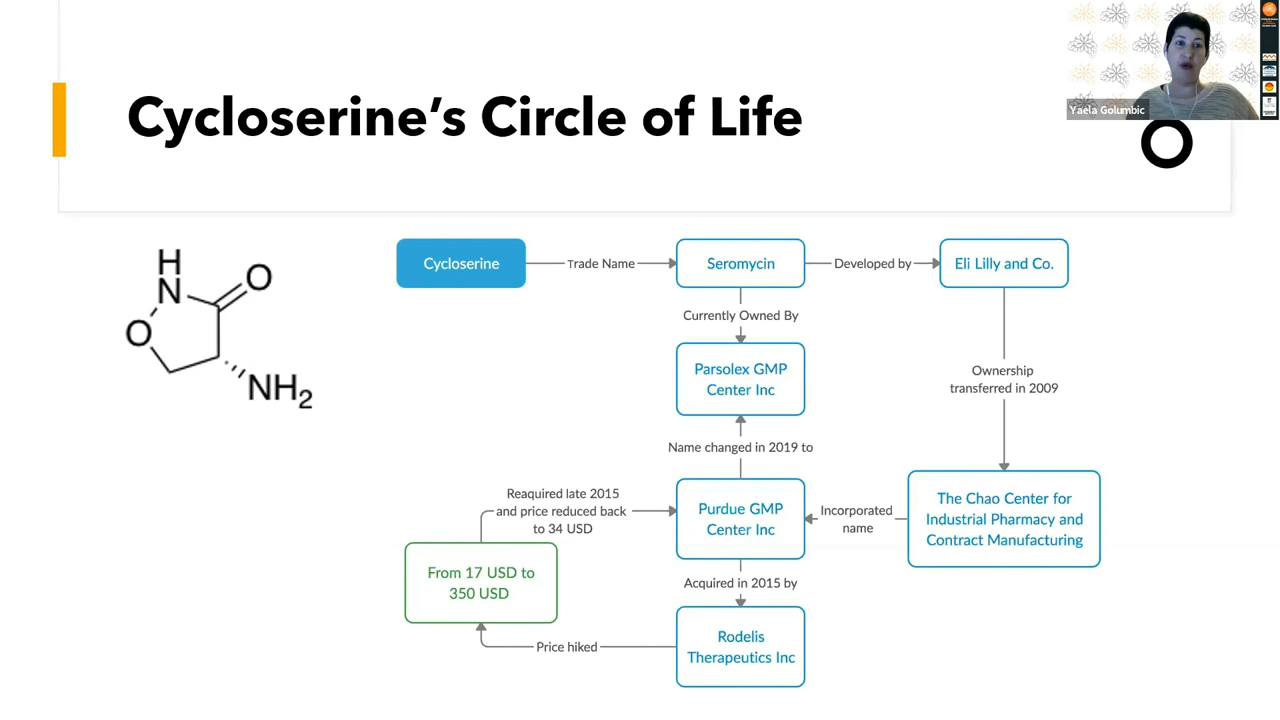 Yaela Golumbic
Cycloserine's Circle of Life
H
N
O
O
NH2
Cycloserine
Trade Name
Seromycin
Developed by
Eli Lilly and Co.
Currently Owned By
Parsolex GMP
Center Inc
Ownership
transferred in 2009
Name changed in 2019 to
Reaquired late 2015
and price reduced back
to 34 USD
Purdue GMP
Center Inc
Incorporated
name
The Chao Center for
Industrial Pharmacy and
Contract Manufacturing
From 17 USD to
350 USD
Acquired in 2015 by
Price hiked
Rodelis
Therapeutics Inc